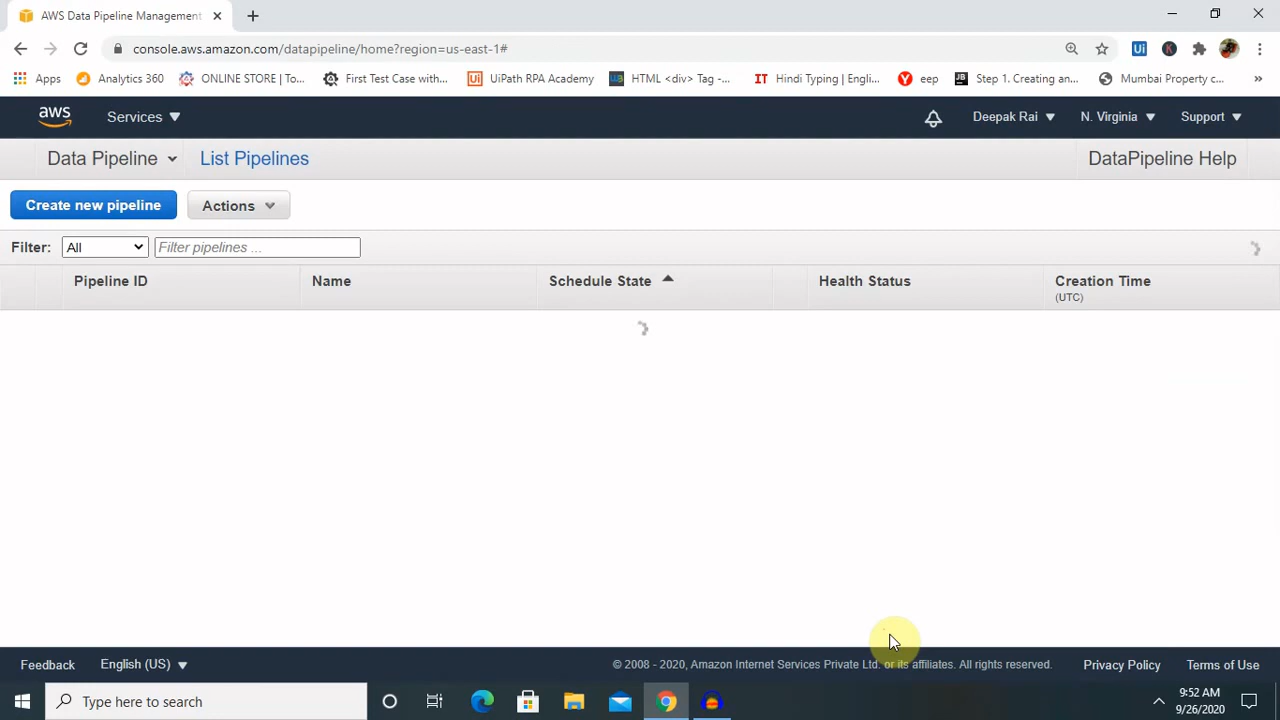 AWS Data Pipeline Management
console.aws.amazon.com/datapipeline/home?region=us-east-1#
Apps Analytics 360 ONLINE STORE | To... First Test Case with... UiPath RPA Academy HTML <div> Tag -... IT Hindi Typing | Engli... eep Step 1. Creating an... Mumbai Property c... »
aws Services Deepak Rai N. Virginia Support
Data Pipeline List Pipelines DataPipeline Help
Create new pipeline Actions
Filter: All Filter pipelines ...
Pipeline ID Name Schedule State Health Status Creation Time
(UTC)
Feedback English (US) © 2008 - 2020, Amazon Internet Services Private Ltd. or its affiliates. All rights reserved. Privacy Policy Terms of Use
Type here to search
9:52 AM
9/26/2020